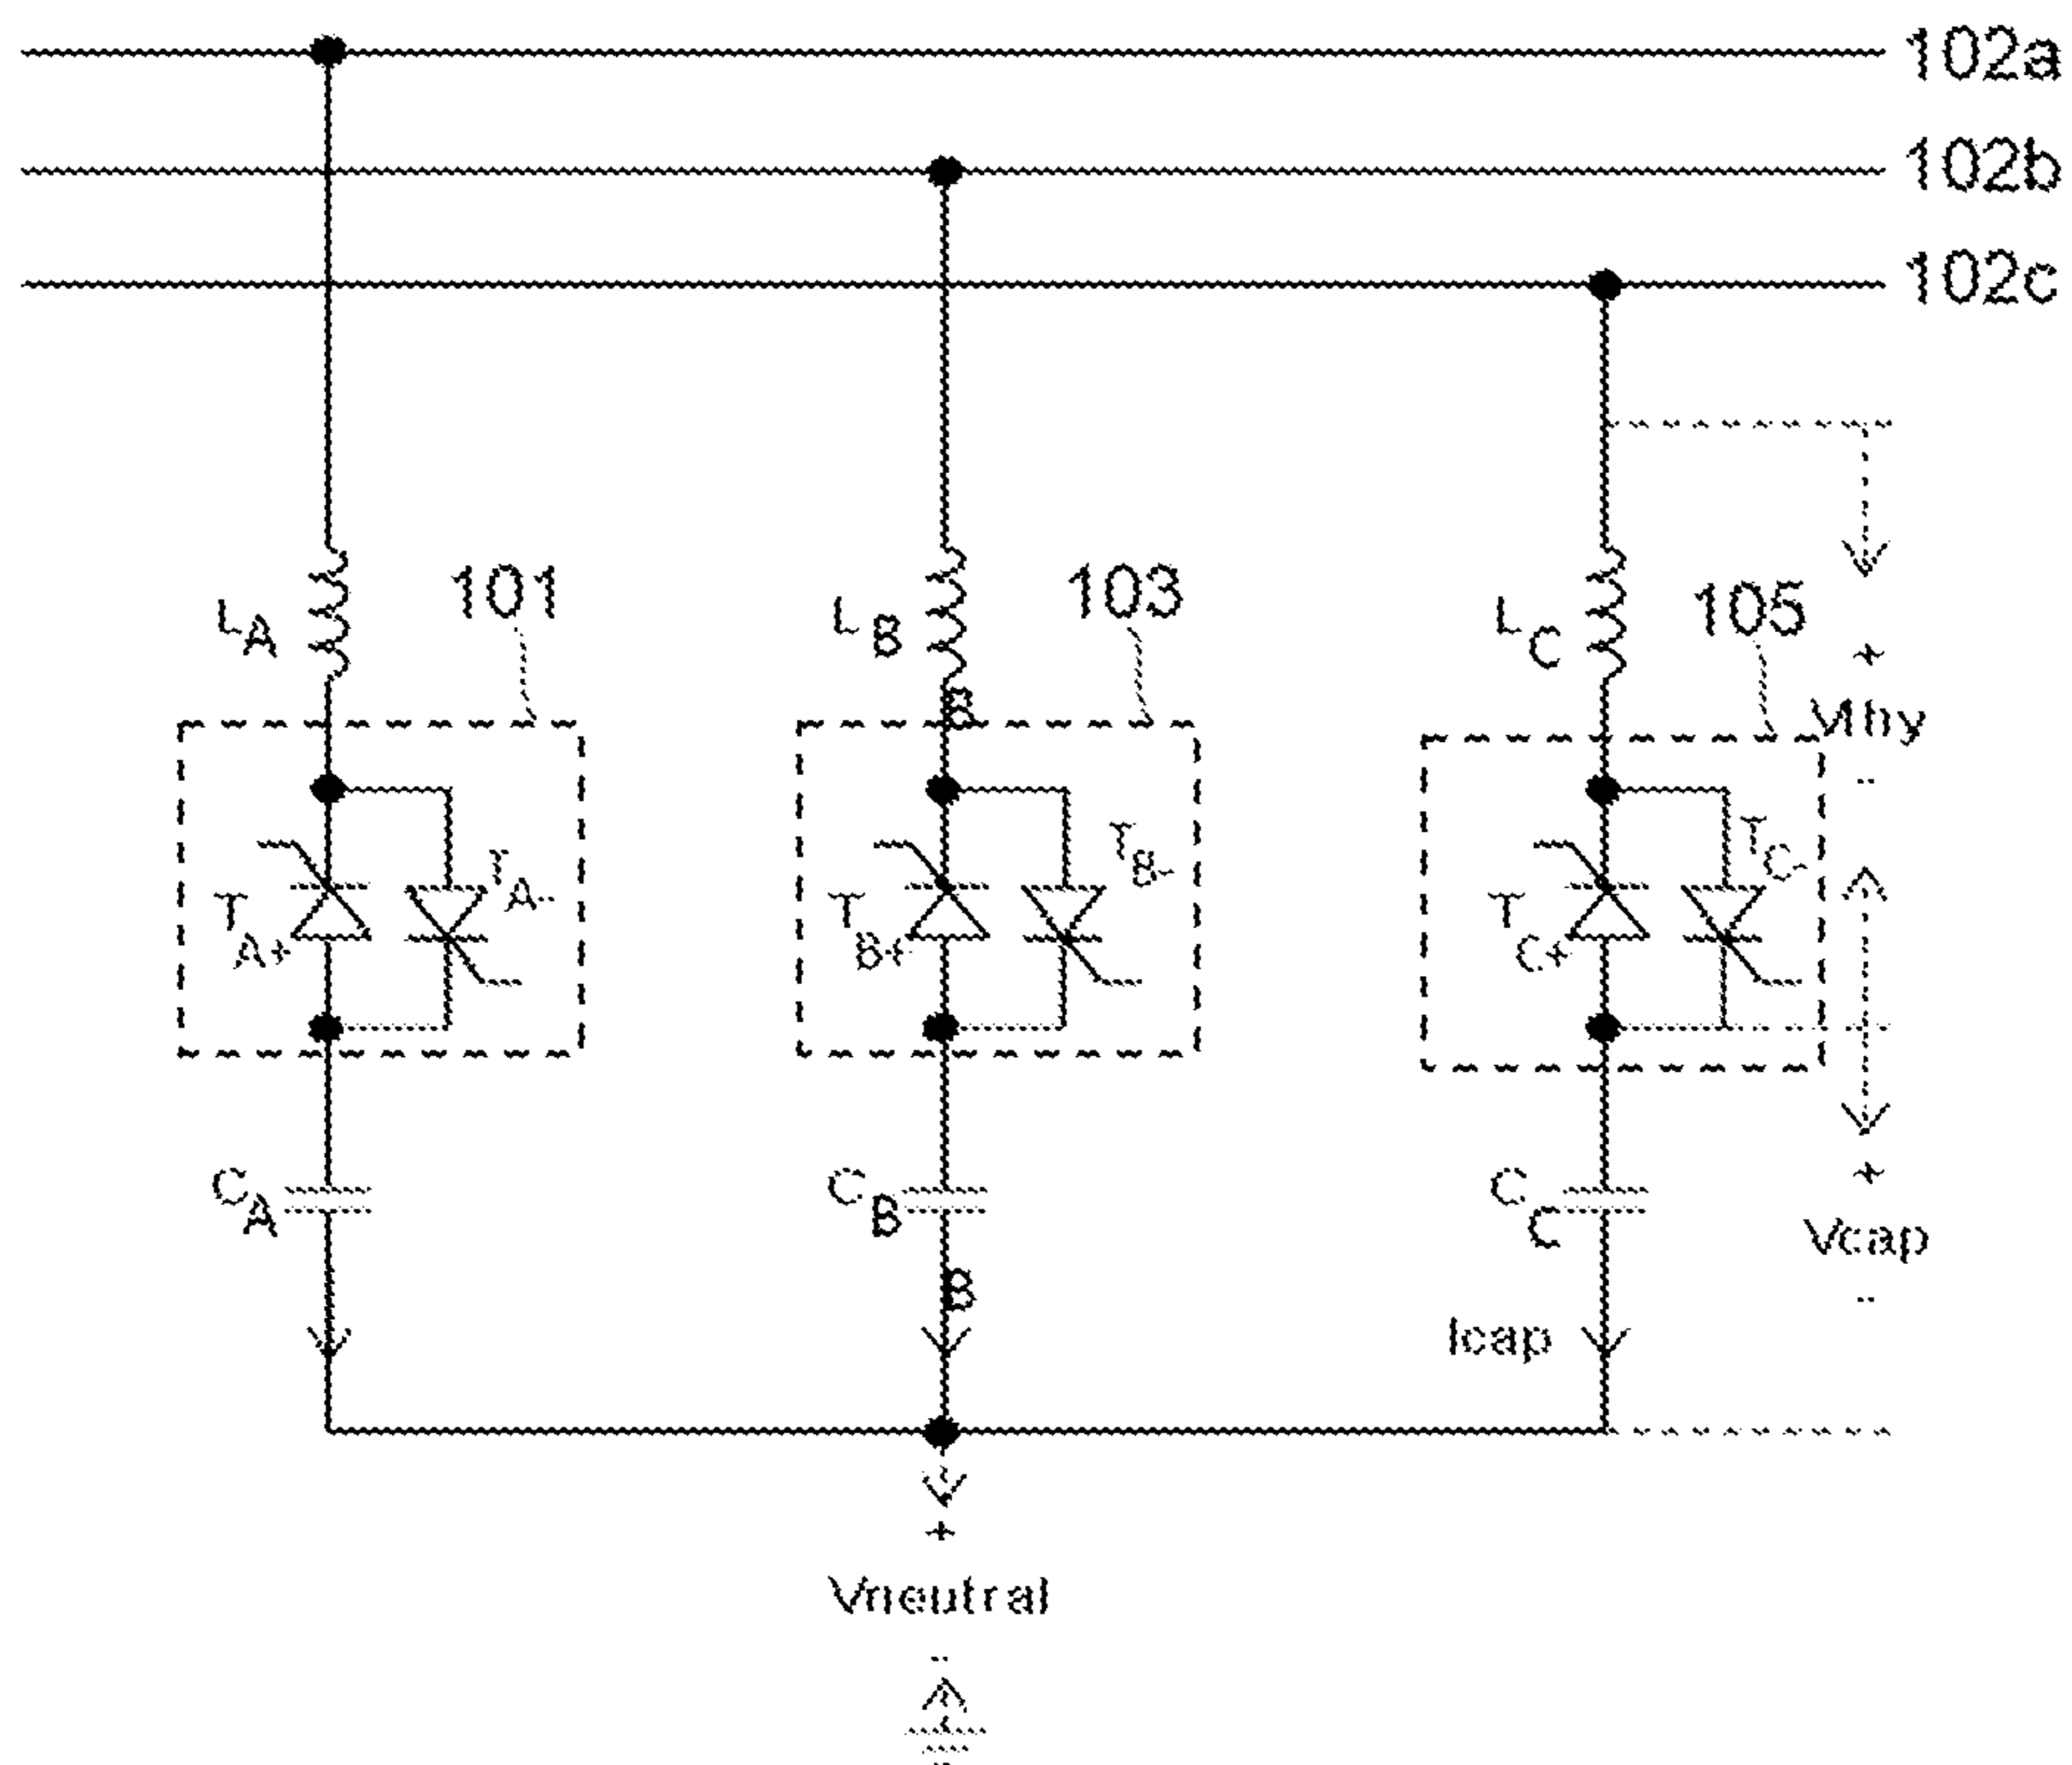 102a
102b
102c
LA
101
LB
103
LC
105
+
B
Vthy
-
TA+
TA-
TB+
TB-
TC+
TC-
CA
CB
CC
+
Vcap
-
B
Icap
+
Vneutral
-